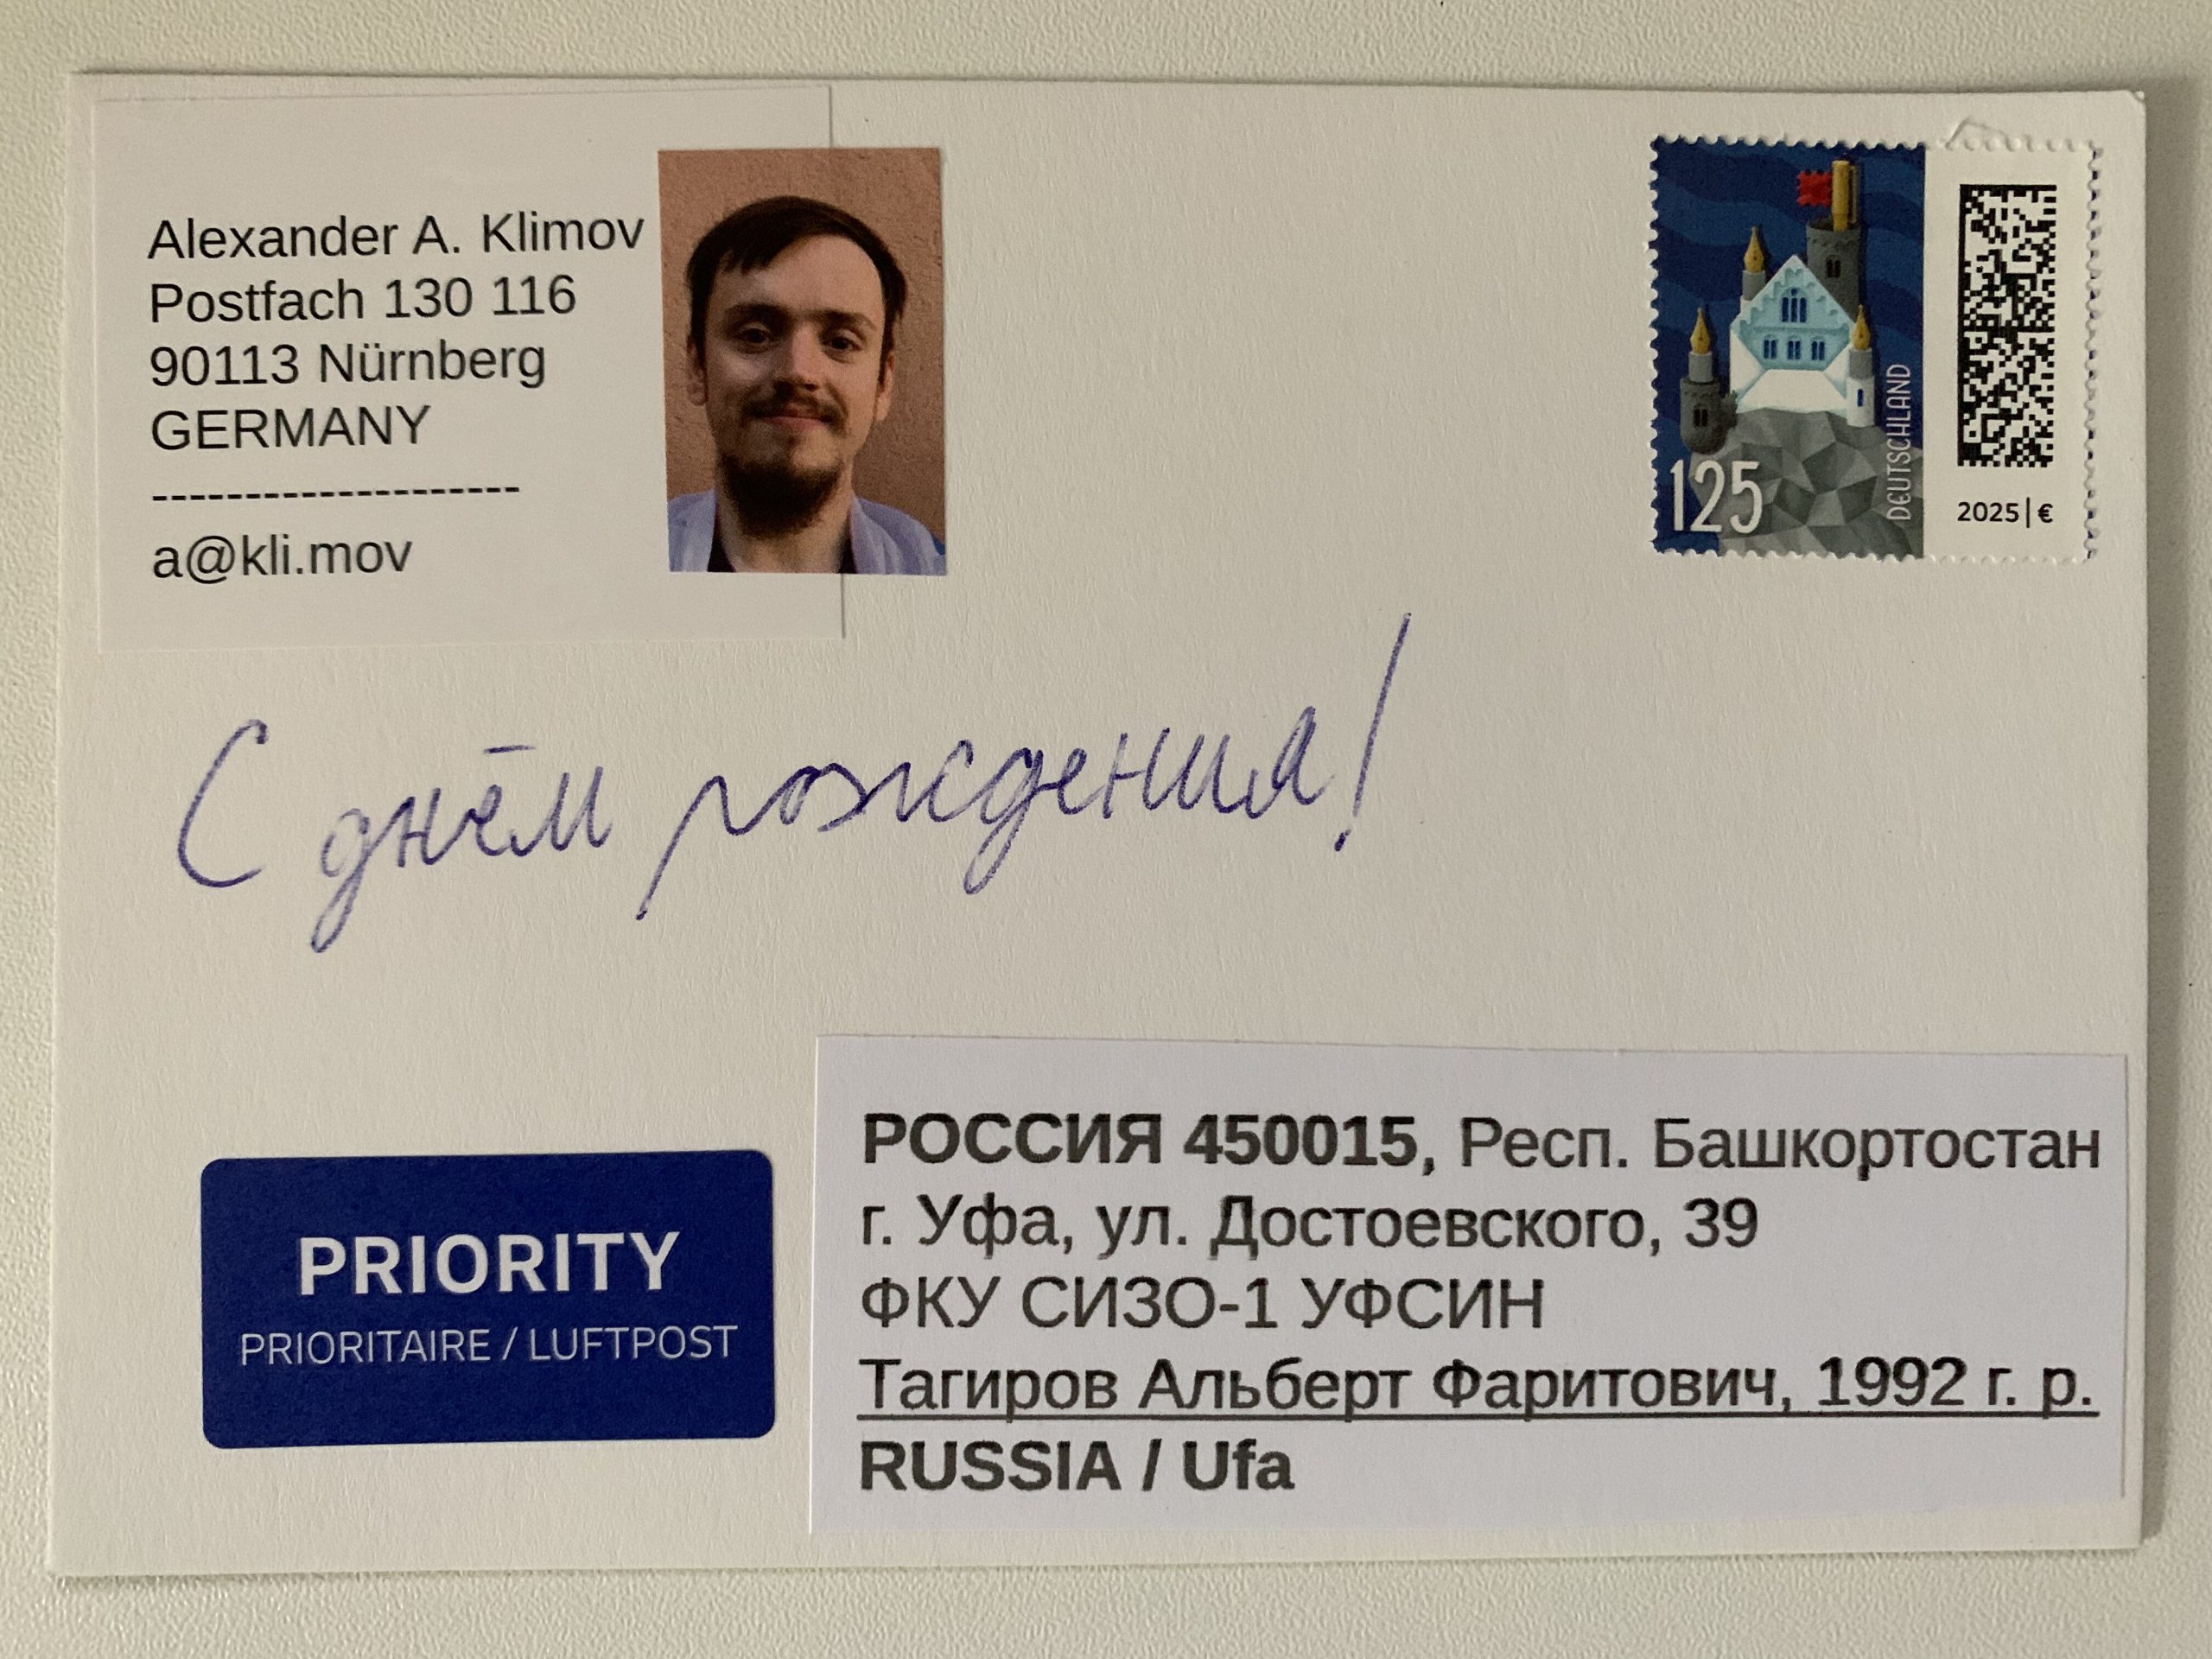 Alexander A. Klimov
Postfach 130 116
90113 Nürnberg
GERMANY
--------------------
a@kli.mov
125
DEUTSCHLAND
2025|€
С днём рождения!
PRIORITY
PRIORITAIRE / LUFTPOST
РОССИЯ 450015, Респ. Башкортостан
г. Уфа, ул. Достоевского, 39
ФКУ СИЗО-1 УФСИН
Тагиров Альберт Фаритович, 1992 г. р.
RUSSIA / Ufa